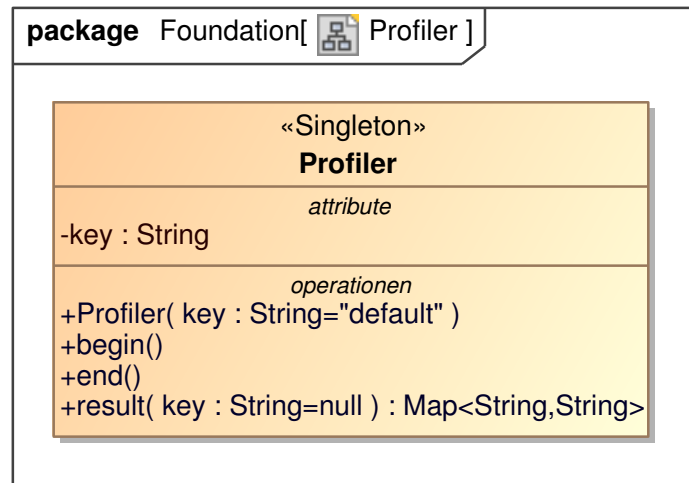 package Foundation[ Profiler ]
«Singleton»
Profiler
attribute
-key : String
operationen
+Profiler( key : String="default" )
+begin()
+end()
+result( key : String=null ) : Map<String,String>